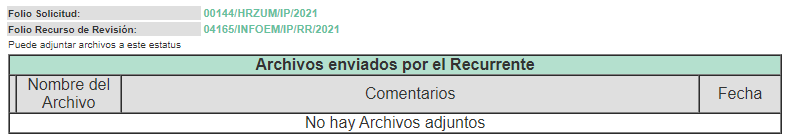 Folio Solicitud: 00144/HRZUM/IP/2021
Folio Recurso de Revisión: 04165/INFOEM/IP/RR/2021
Puede adjuntar archivos a este estatus
Archivos enviados por el Recurrente
Nombre del Archivo Comentarios Fecha
No hay Archivos adjuntos